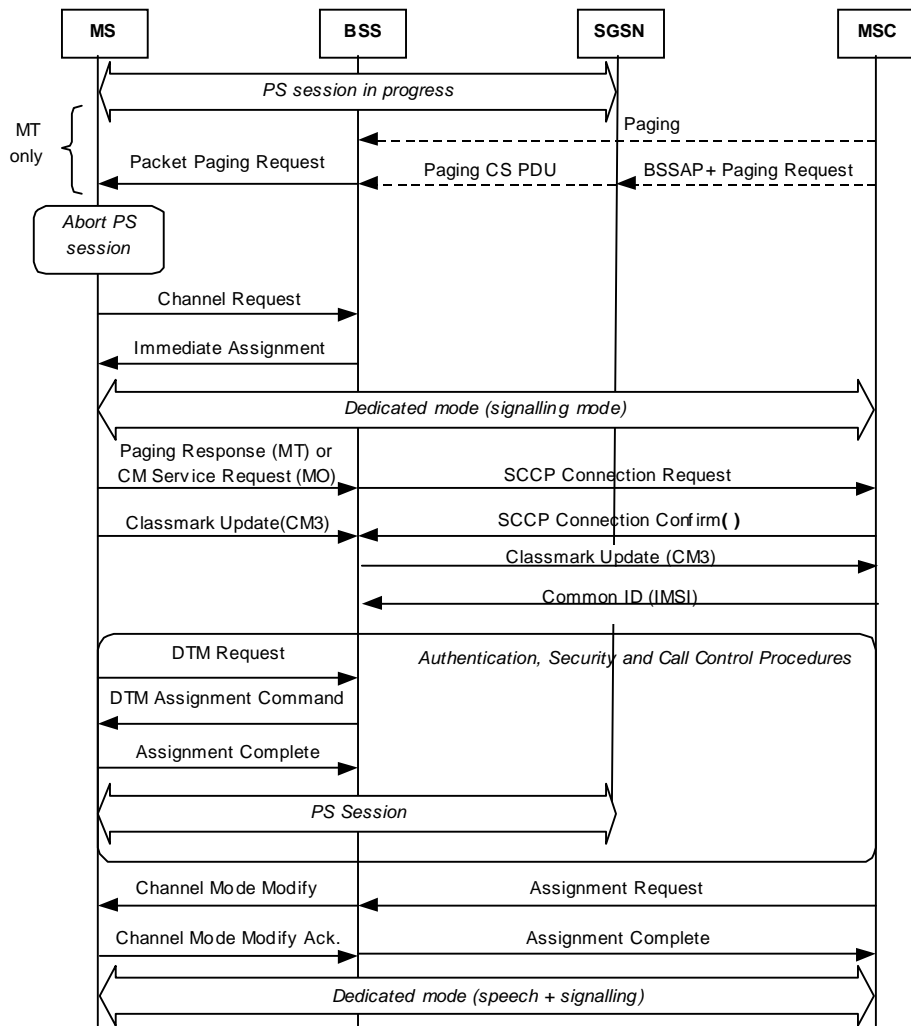 MS
BSS
SGSN
MSC
PS session in progress
MT
only
Paging
Packet Paging Request
Paging CS PDU
BSSAP+ Paging Request
Abort PS
session
Channel Request
Immediate Assignment
Dedicated mode (signalling mode)
Paging Response (MT) or
CM Service Request (MO)
SCCP Connection Request
Classmark Update(CM3)
SCCP Connection Confirm( )
Classmark Update (CM3)
Common ID (IMSI)
DTM Request
Authentication, Security and Call Control Procedures
DTM Assignment Command
Assignment Complete
PS Session
Channel Mode Modify
Assignment Request
Channel Mode Modify Ack.
Assignment Complete
Dedicated mode (speech + signalling)